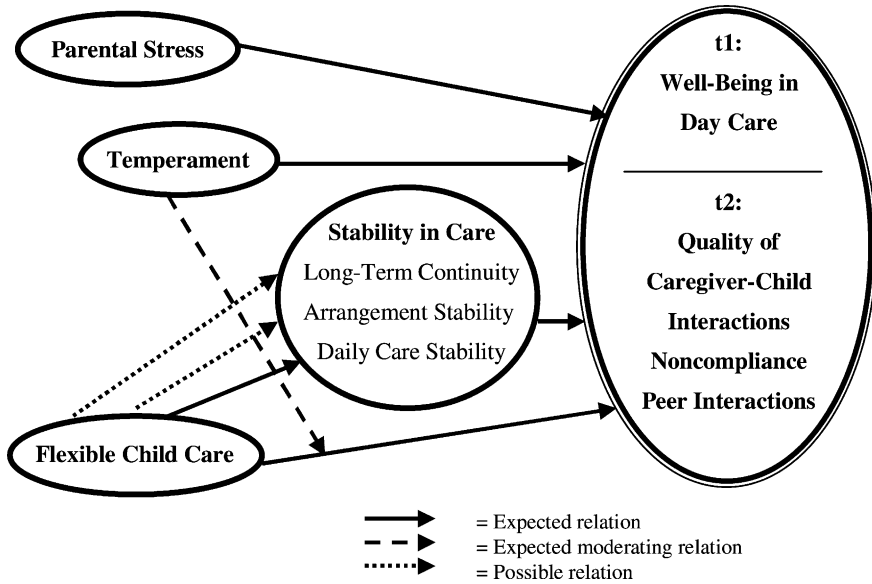 Parental Stress
Temperament
Flexible Child Care
Stability in Care
Long-Term Continuity
Arrangement Stability
Daily Care Stability
t1:
Well-Being in
Day Care
t2:
Quality of
Caregiver-Child
Interactions
Noncompliance
Peer Interactions
= Expected relation
= Expected moderating relation
= Possible relation